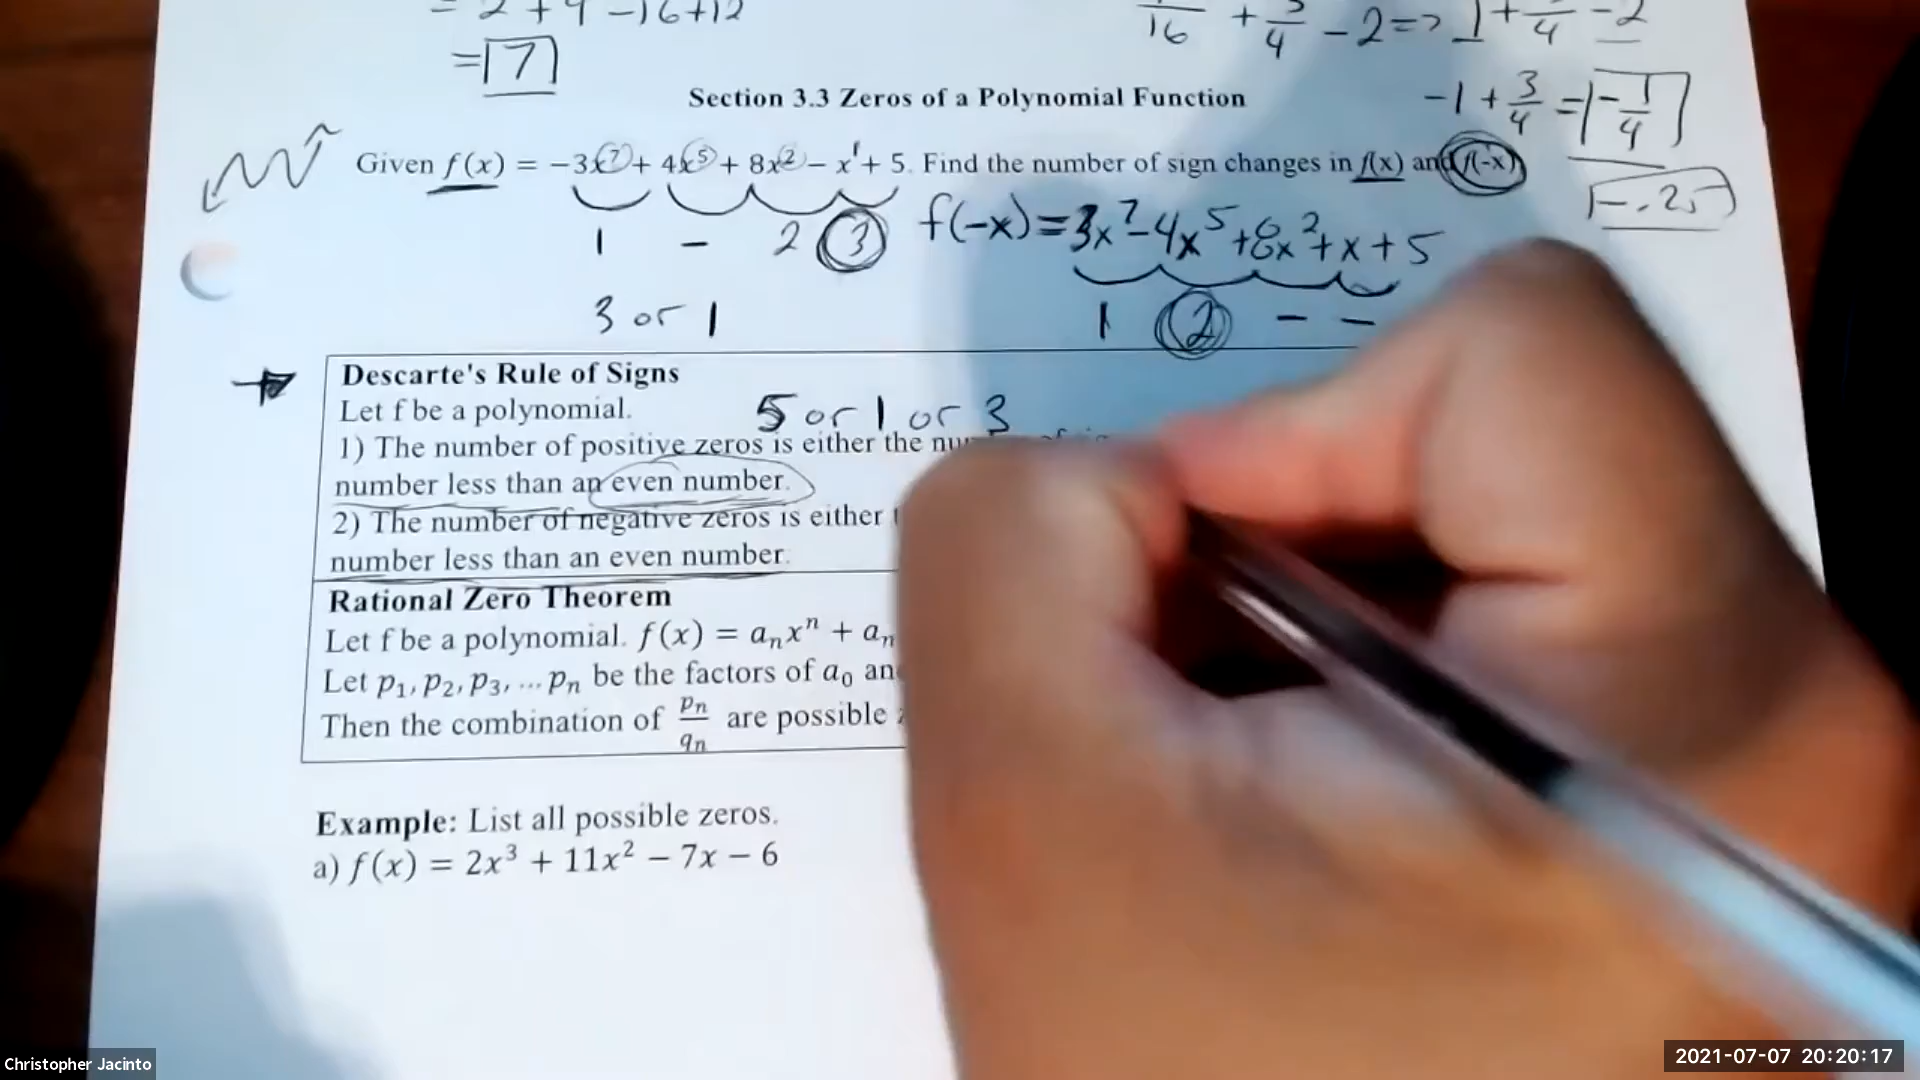 = 2 + 4 - 16 + 12
= 7
16 + 3/4 - 2 => 1 + 4 - 2
Section 3.3 Zeros of a Polynomial Function
-1 + 3/4 = -1/4
Given f(x) = −3x⁷ + 4x⁵ + 8x² − x¹ + 5. Find the number of sign changes in f(x) and f(-x)
-.25
f(-x) = 3x⁷ - 4x⁵ + 8x² + x + 5
1 - 2 3
3 or 1
1 2 - -
Descarte's Rule of Signs
Let f be a polynomial.
5 or 1 or 3
1) The number of positive zeros is either the
number less than an even number.
2) The number of negative zeros is either
number less than an even number.
Rational Zero Theorem
Let f be a polynomial. f(x) = aₙxⁿ + aₙ
Let p₁, p₂, p₃, … pₙ be the factors of a₀
Then the combination of pₙ/qₙ are possible
Example: List all possible zeros.
a) f(x) = 2x³ + 11x² − 7x − 6
Christopher Jacinto
2021-07-07 20:20:17